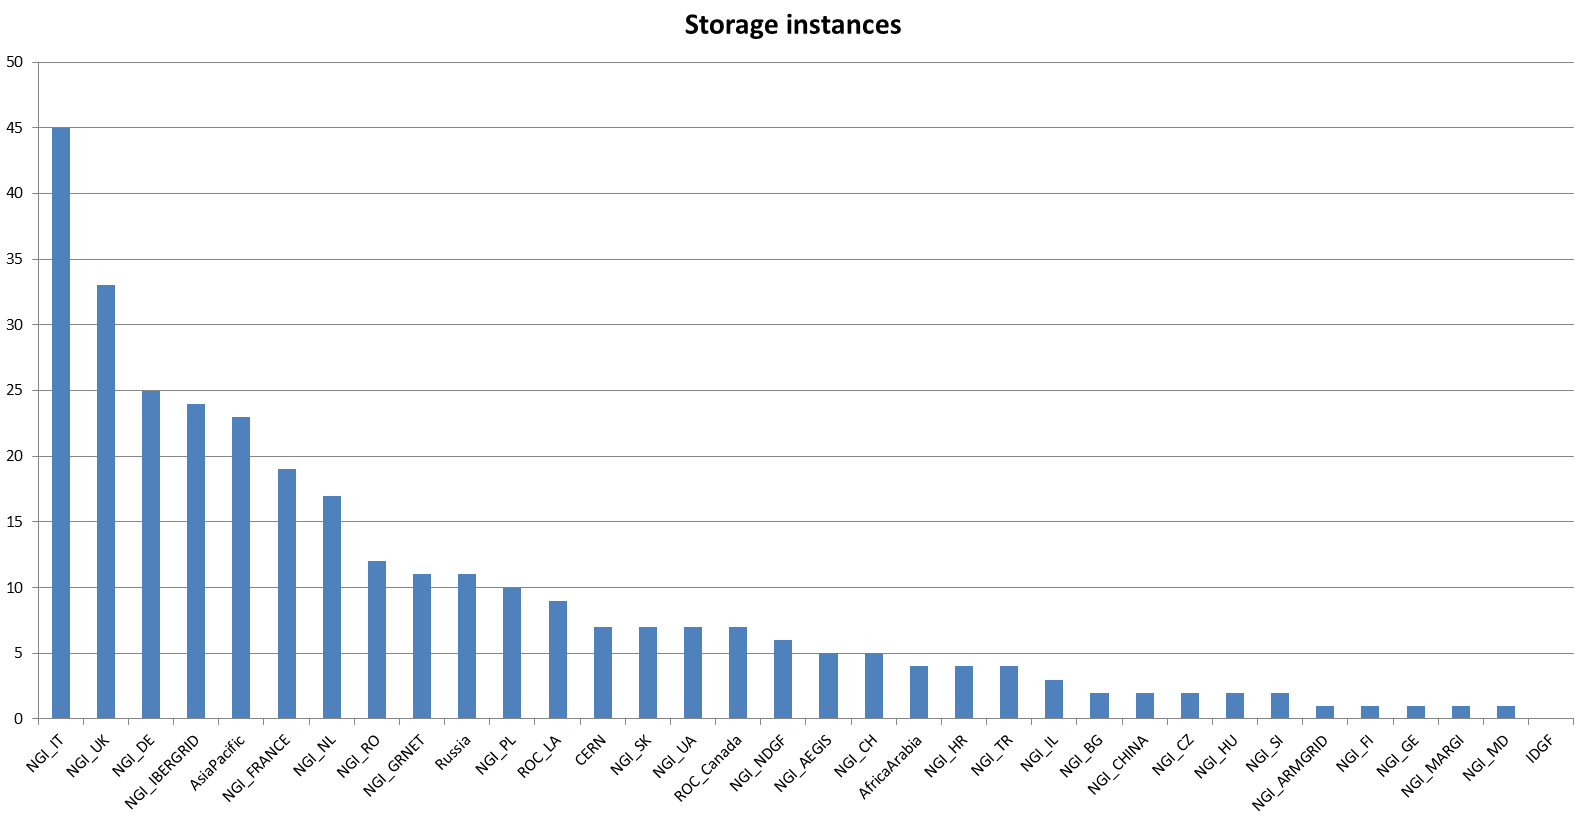 Storage instances
50
45
40
35
30
25
20
15
10
5
0
NGI_IT
NGI_UK
NGI_DE
NGI_IBERGRID
AsiaPacific
NGI_FRANCE
NGI_NL
NGI_RO
NGI_GRNET
Russia
NGI_PL
ROC_LA
CERN
NGI_SK
NGI_UA
ROC_Canada
NGI_NDGF
NGI_AEGIS
NGI_CH
AfricaArabia
NGI_HR
NGI_TR
NGI_IL
NGI_BG
NGI_CHINA
NGI_CZ
NGI_HU
NGI_SI
NGI_ARMGRID
NGI_FI
NGI_GE
NGI_MARGI
NGI_MD
IDGF